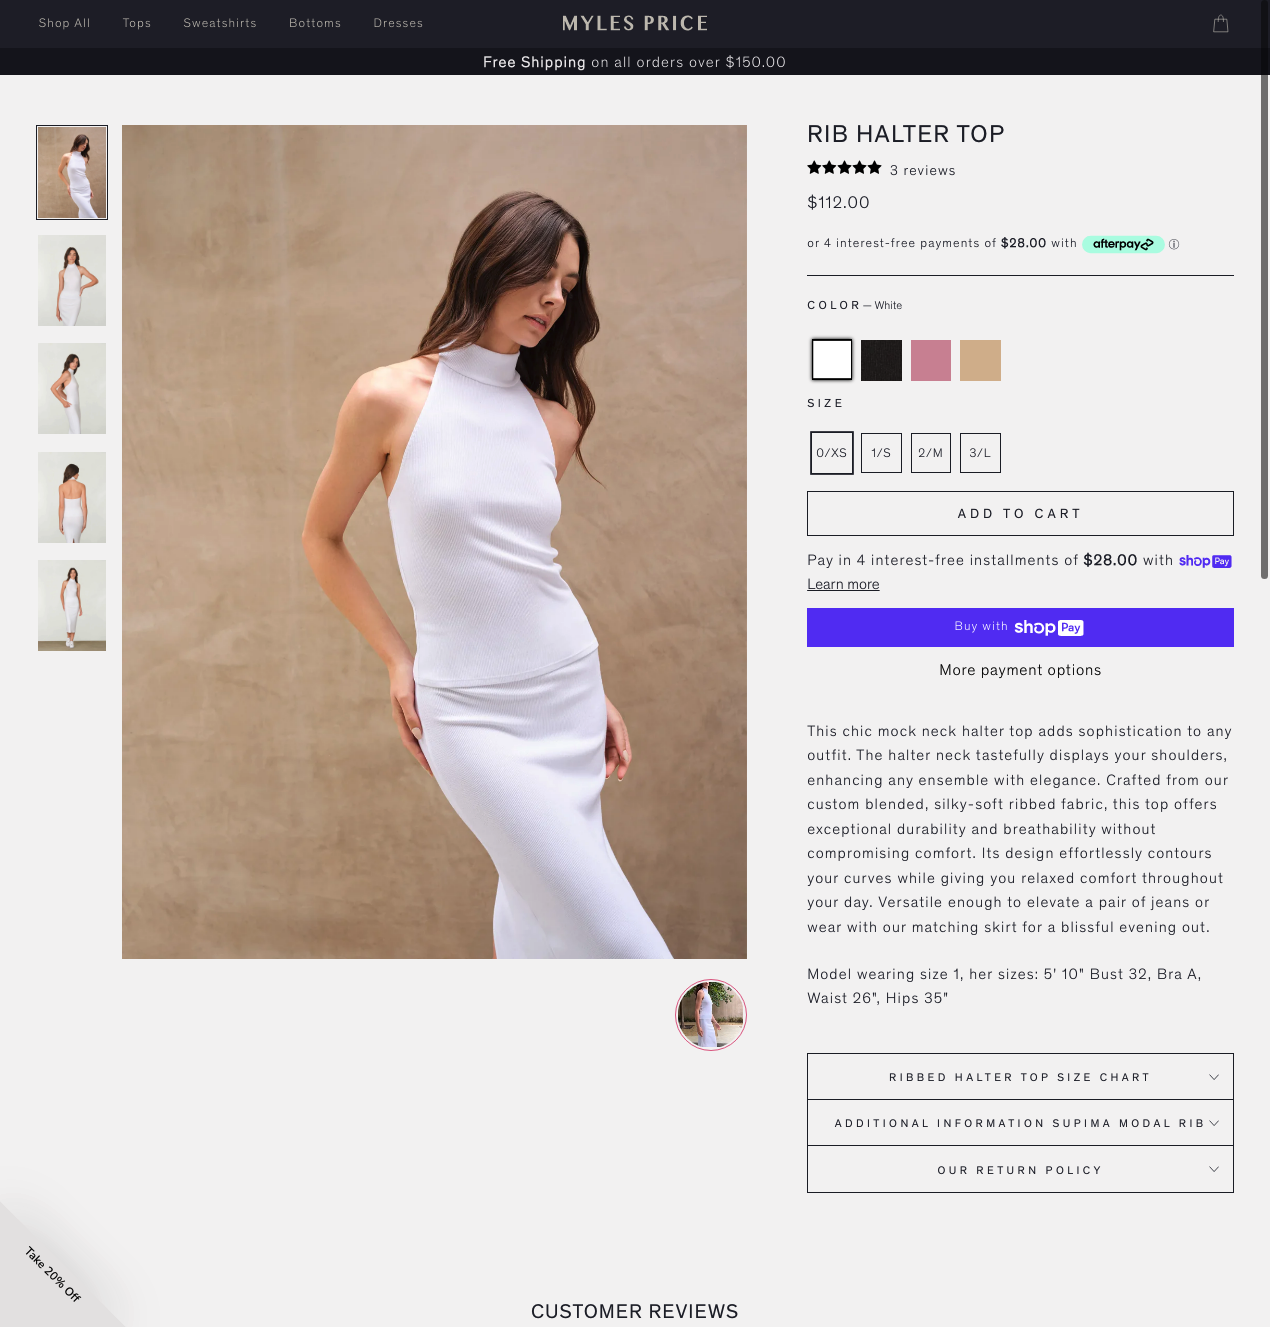 Shop All
Tops
Sweatshirts
Bottoms
Dresses
MYLES PRICE
Free Shipping on all orders over $150.00
RIB HALTER TOP
3 reviews
$112.00
or 4 interest-free payments of $28.00 with afterpay
COLOR — White
SIZE
0/XS
1/S
2/M
3/L
ADD TO CART
Pay in 4 interest-free installments of $28.00 with shop Pay
Learn more
Buy with shop Pay
More payment options
This chic mock neck halter top adds sophistication to any
outfit. The halter neck tastefully displays your shoulders,
enhancing any ensemble with elegance. Crafted from our
custom blended, silky-soft ribbed fabric, this top offers
exceptional durability and breathability without
compromising comfort. Its design effortlessly contours
your curves while giving you relaxed comfort throughout
your day. Versatile enough to elevate a pair of jeans or
wear with our matching skirt for a blissful evening out.
Model wearing size 1, her sizes: 5' 10" Bust 32, Bra A,
Waist 26", Hips 35"
RIBBED HALTER TOP SIZE CHART
ADDITIONAL INFORMATION SUPIMA MODAL RIB
OUR RETURN POLICY
Take 20% Off
CUSTOMER REVIEWS